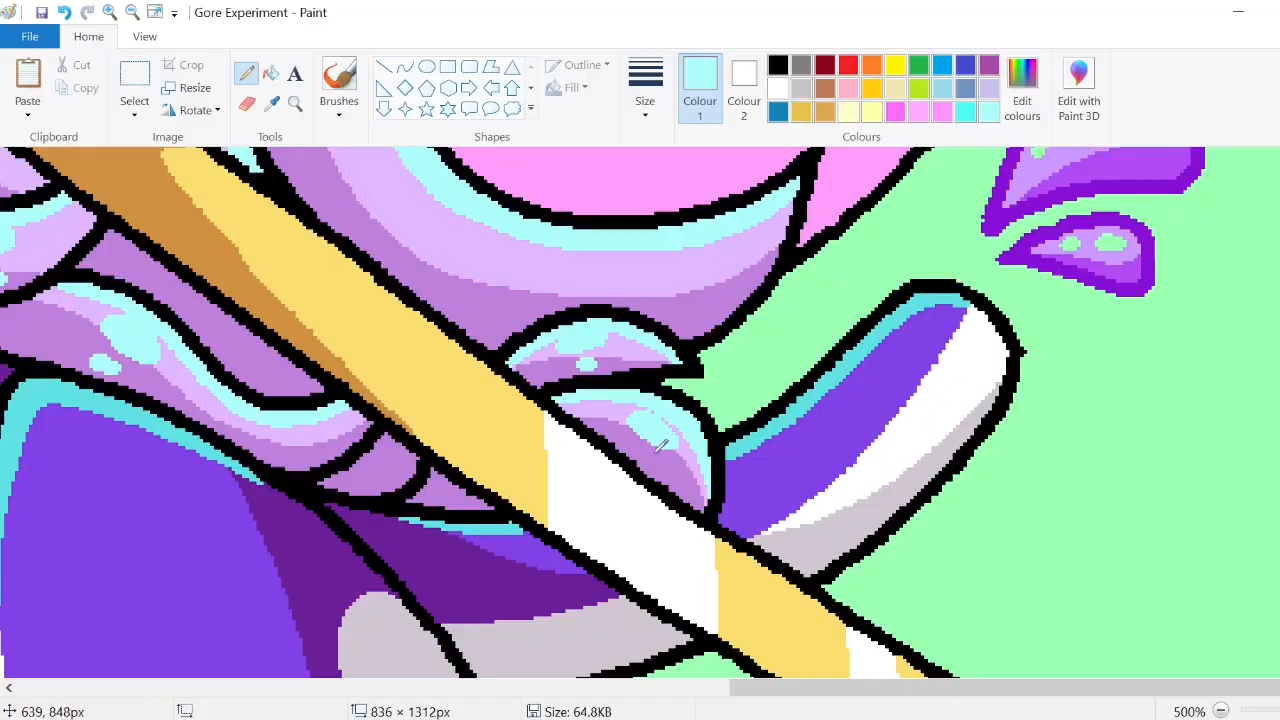 Gore Experiment - Paint
File
Home
View
Paste
Cut
Copy
Clipboard
Select
Crop
Resize
Rotate
Image
A
Tools
Brushes
Outline
Fill
Shapes
Size
Colour 1
Colour 2
Edit colours
Edit with Paint 3D
Colours
639, 848px
836 × 1312px
Size: 64.8KB
500%